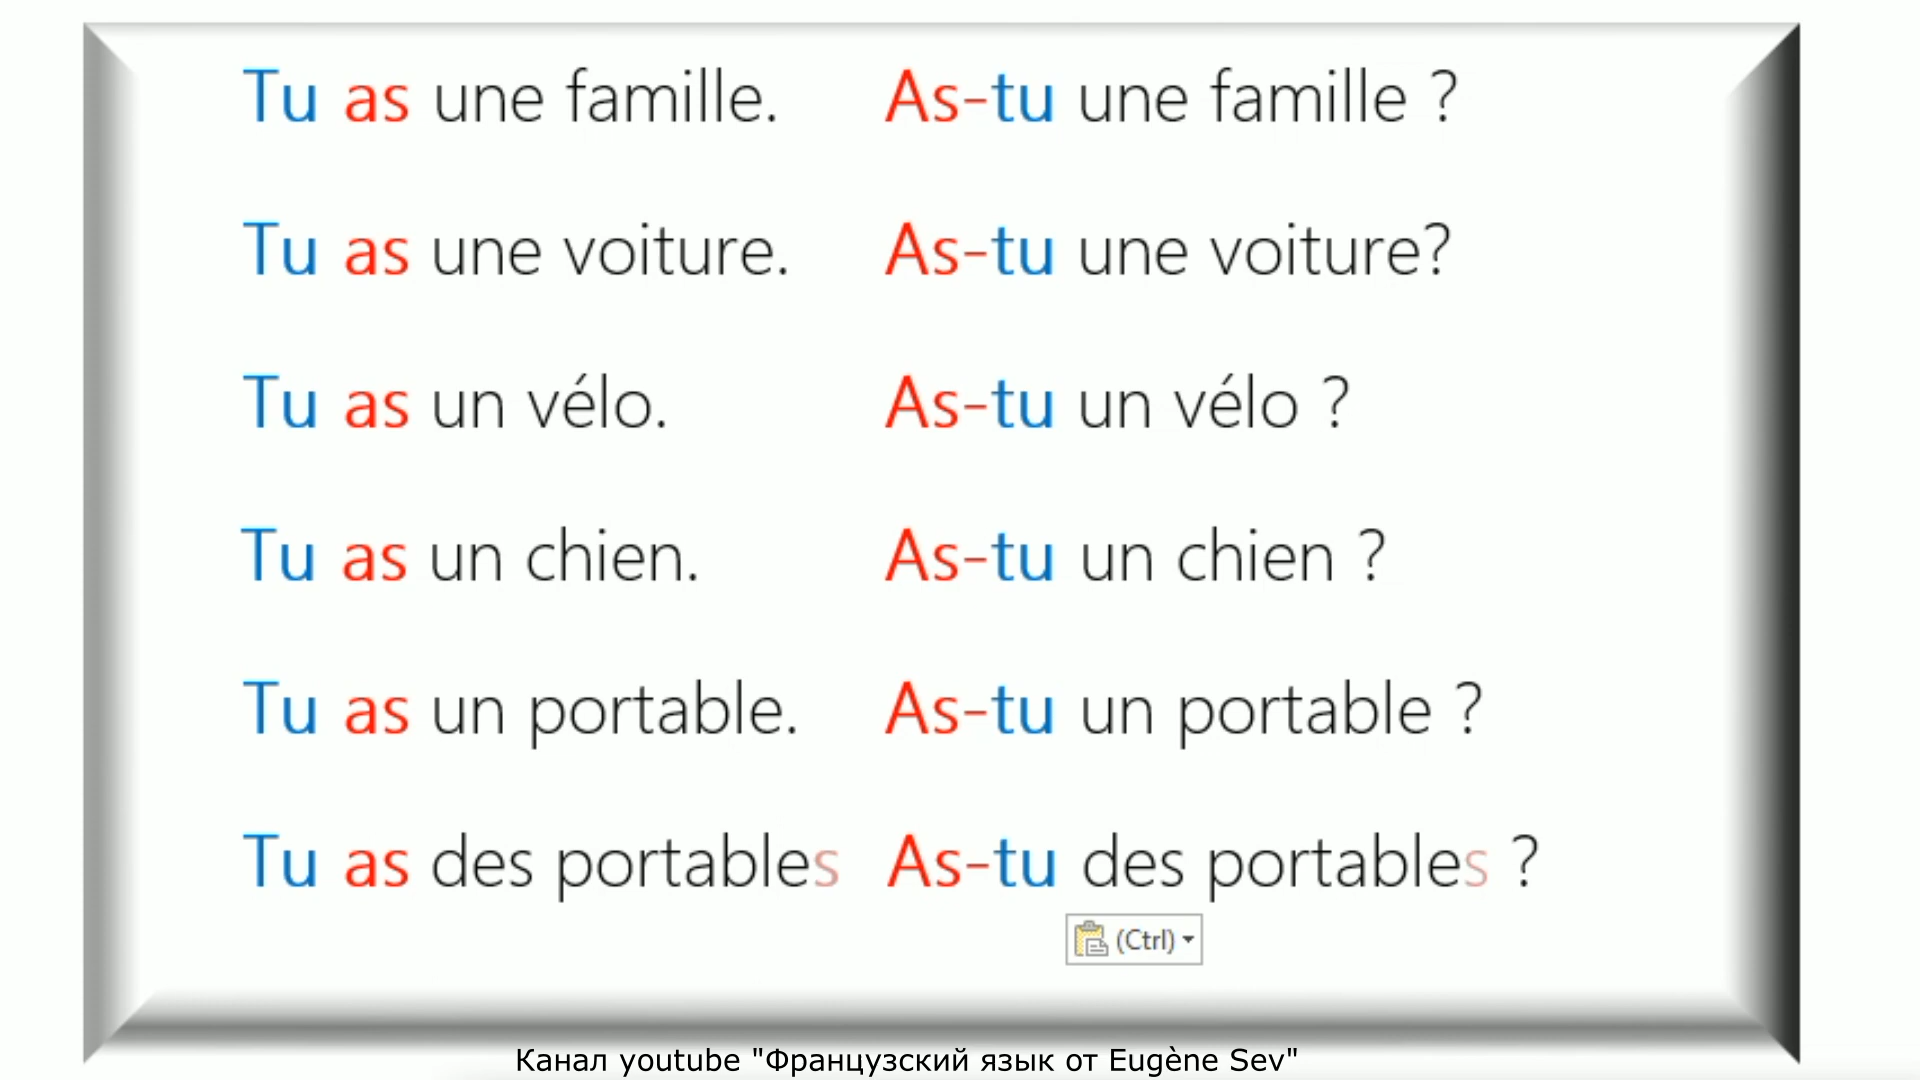 Tu as une famille. As-tu une famille ?
Tu as une voiture. As-tu une voiture?
Tu as un vélo. As-tu un vélo ?
Tu as un chien. As-tu un chien ?
Tu as un portable. As-tu un portable ?
Tu as des portables As-tu des portables ?
(Ctrl)
Канал youtube "Французский язык от Eugène Sev"